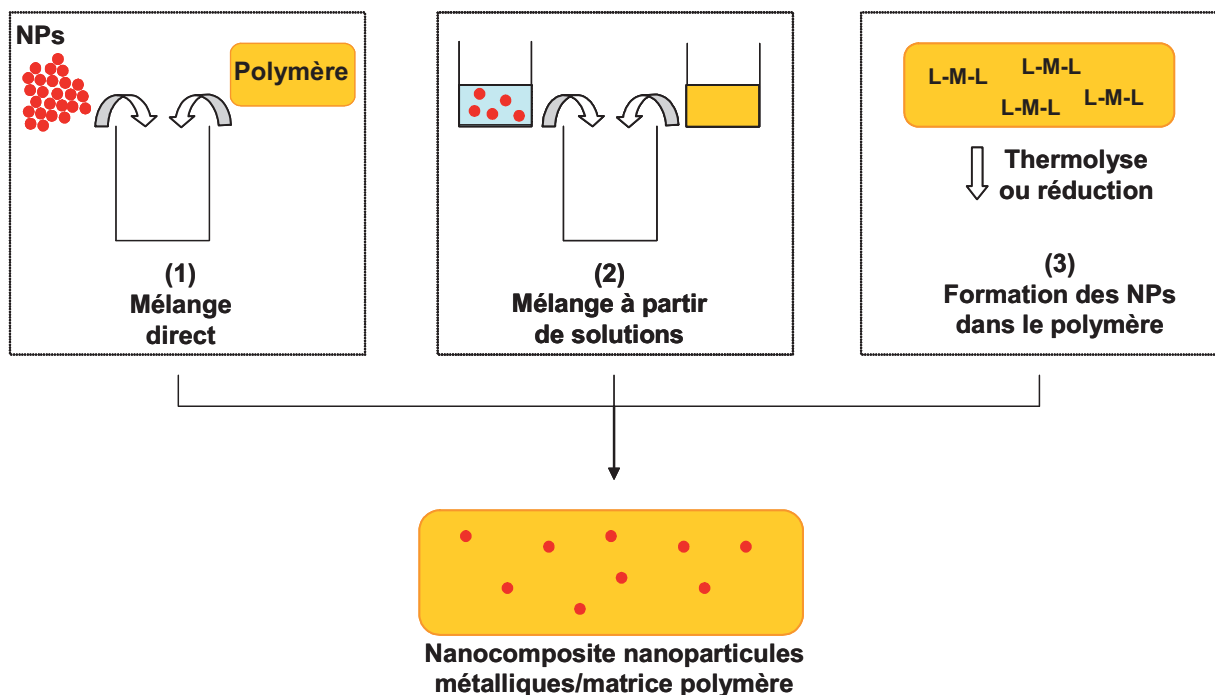 NPs
Polymère
(1)
Mélange
direct
(2)
Mélange à partir
de solutions
L-M-L
L-M-L
L-M-L
L-M-L
Thermolyse
ou réduction
(3)
Formation des NPs
dans le polymère
Nanocomposite nanoparticules
métalliques/matrice polymère